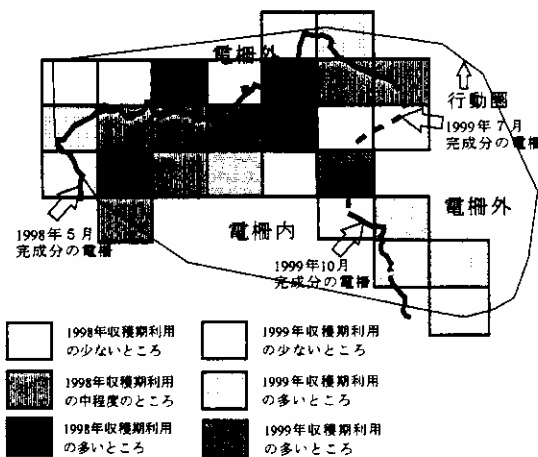 電柵外
行動圏
1999年7月
完成分の電柵
電柵外
電柵内
1998年5月
完成分の電柵
1999年10月
完成分の電柵
1998年収穫期利用
の少ないところ
1999年収穫期利用
の少ないところ
1998年収穫期利用
の中程度のところ
1999年収穫期利用
の多いところ
1998年収穫期利用
の多いところ
1999年収穫期利用
の多いところ